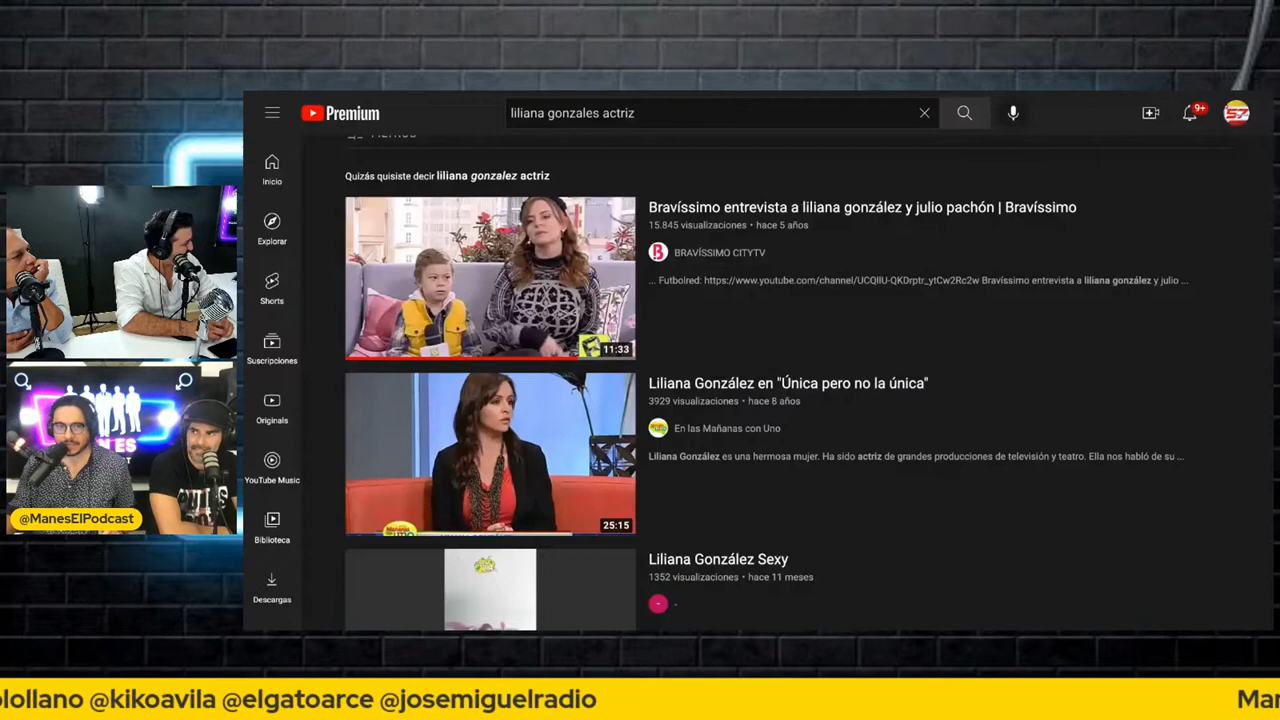 Premium
liliana gonzales actriz
9+
Inicio
Explorar
Shorts
Suscripciones
Originals
YouTube Music
Biblioteca
Descargas
Quizás quisiste decir liliana gonzalez actriz
11:33
Bravíssimo entrevista a liliana gonzález y julio pachón | Bravíssimo
15.845 visualizaciones • hace 5 años
BRAVÍSSIMO CITYTV
... Futbolred: https://www.youtube.com/channel/UCQllU-QKDrptr_ytCw2Rc2w Bravíssimo entrevista a liliana gonzález y julio ...
25:15
Liliana González en "Única pero no la única"
3929 visualizaciones • hace 8 años
En las Mañanas con Uno
Liliana González es una hermosa mujer. Ha sido actriz de grandes producciones de televisión y teatro. Ella nos habló de su ...
Liliana González Sexy
1352 visualizaciones • hace 11 meses
@ManesElPodcast
olollano @kikoavila @elgatoarce @josemiguelradio
Man